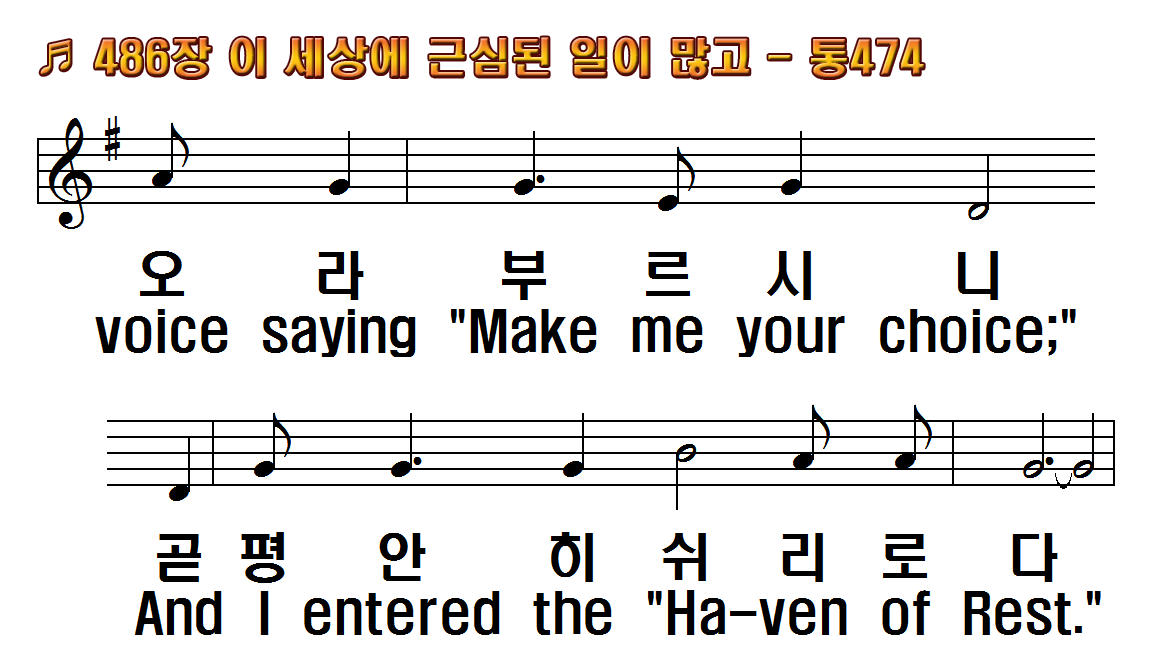 ♬ 486장 이 세상에 근심된 일이 많고 - 통474
오 라 부 르 시 니
voice saying "Make me your choice;"
곧 평 안 히 쉬 리 로 다
And I entered the "Ha-ven of Rest."